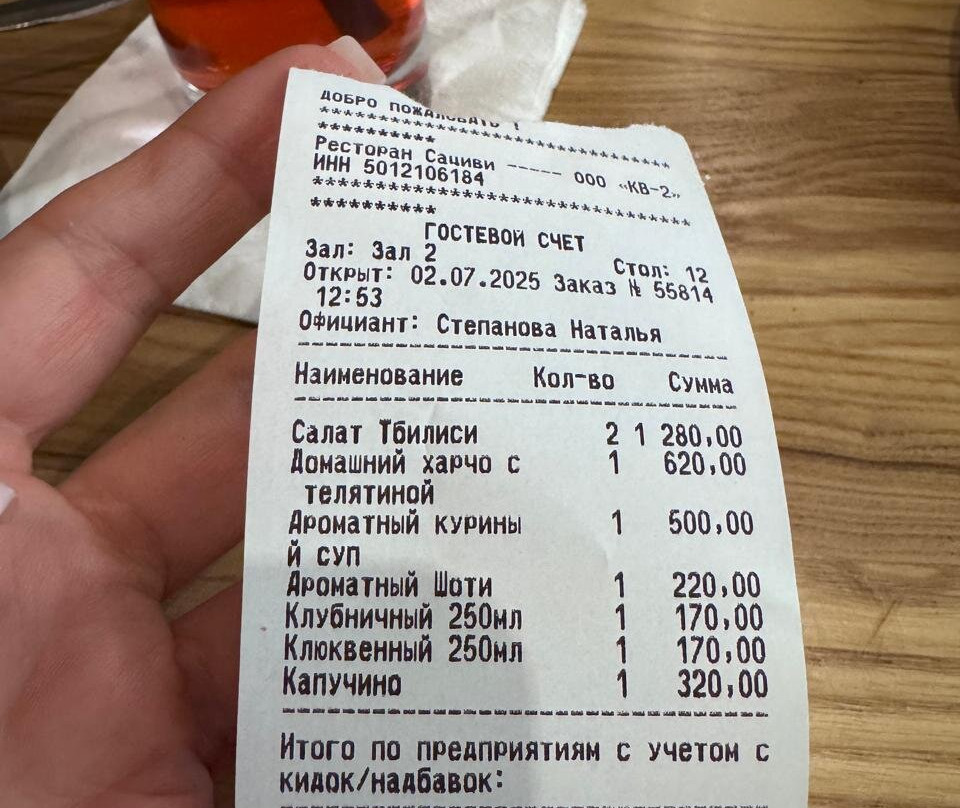 ДОБРО ПОЖАЛОВАТЬ !
**********************************
**********
Ресторан Сациви ----- ООО «КВ-2»
ИНН 5012106184
**********************************
**********
ГОСТЕВОЙ СЧЕТ
Зал: Зал 2 Стол: 12
Открыт: 02.07.2025 Заказ № 55814
12:53
Официант: Степанова Наталья
Наименование Кол-во Сумма
Салат Тбилиси 2 1 280,00
Домашний харчо с 1 620,00
телятиной
Ароматный курины 1 500,00
й суп
Ароматный Шоти 1 220,00
Клубничный 250мл 1 170,00
Клюквенный 250мл 1 170,00
Капучино 1 320,00
Итого по предприятиям с учетом с
кидок/надбавок: